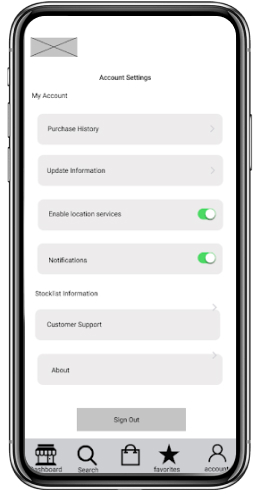 Account Settings
My Account
Purchase History
Update Information
Enable location services
Notifications
Stocklist Information
Customer Support
About
Sign Out
dashboard
Search
favorites
account